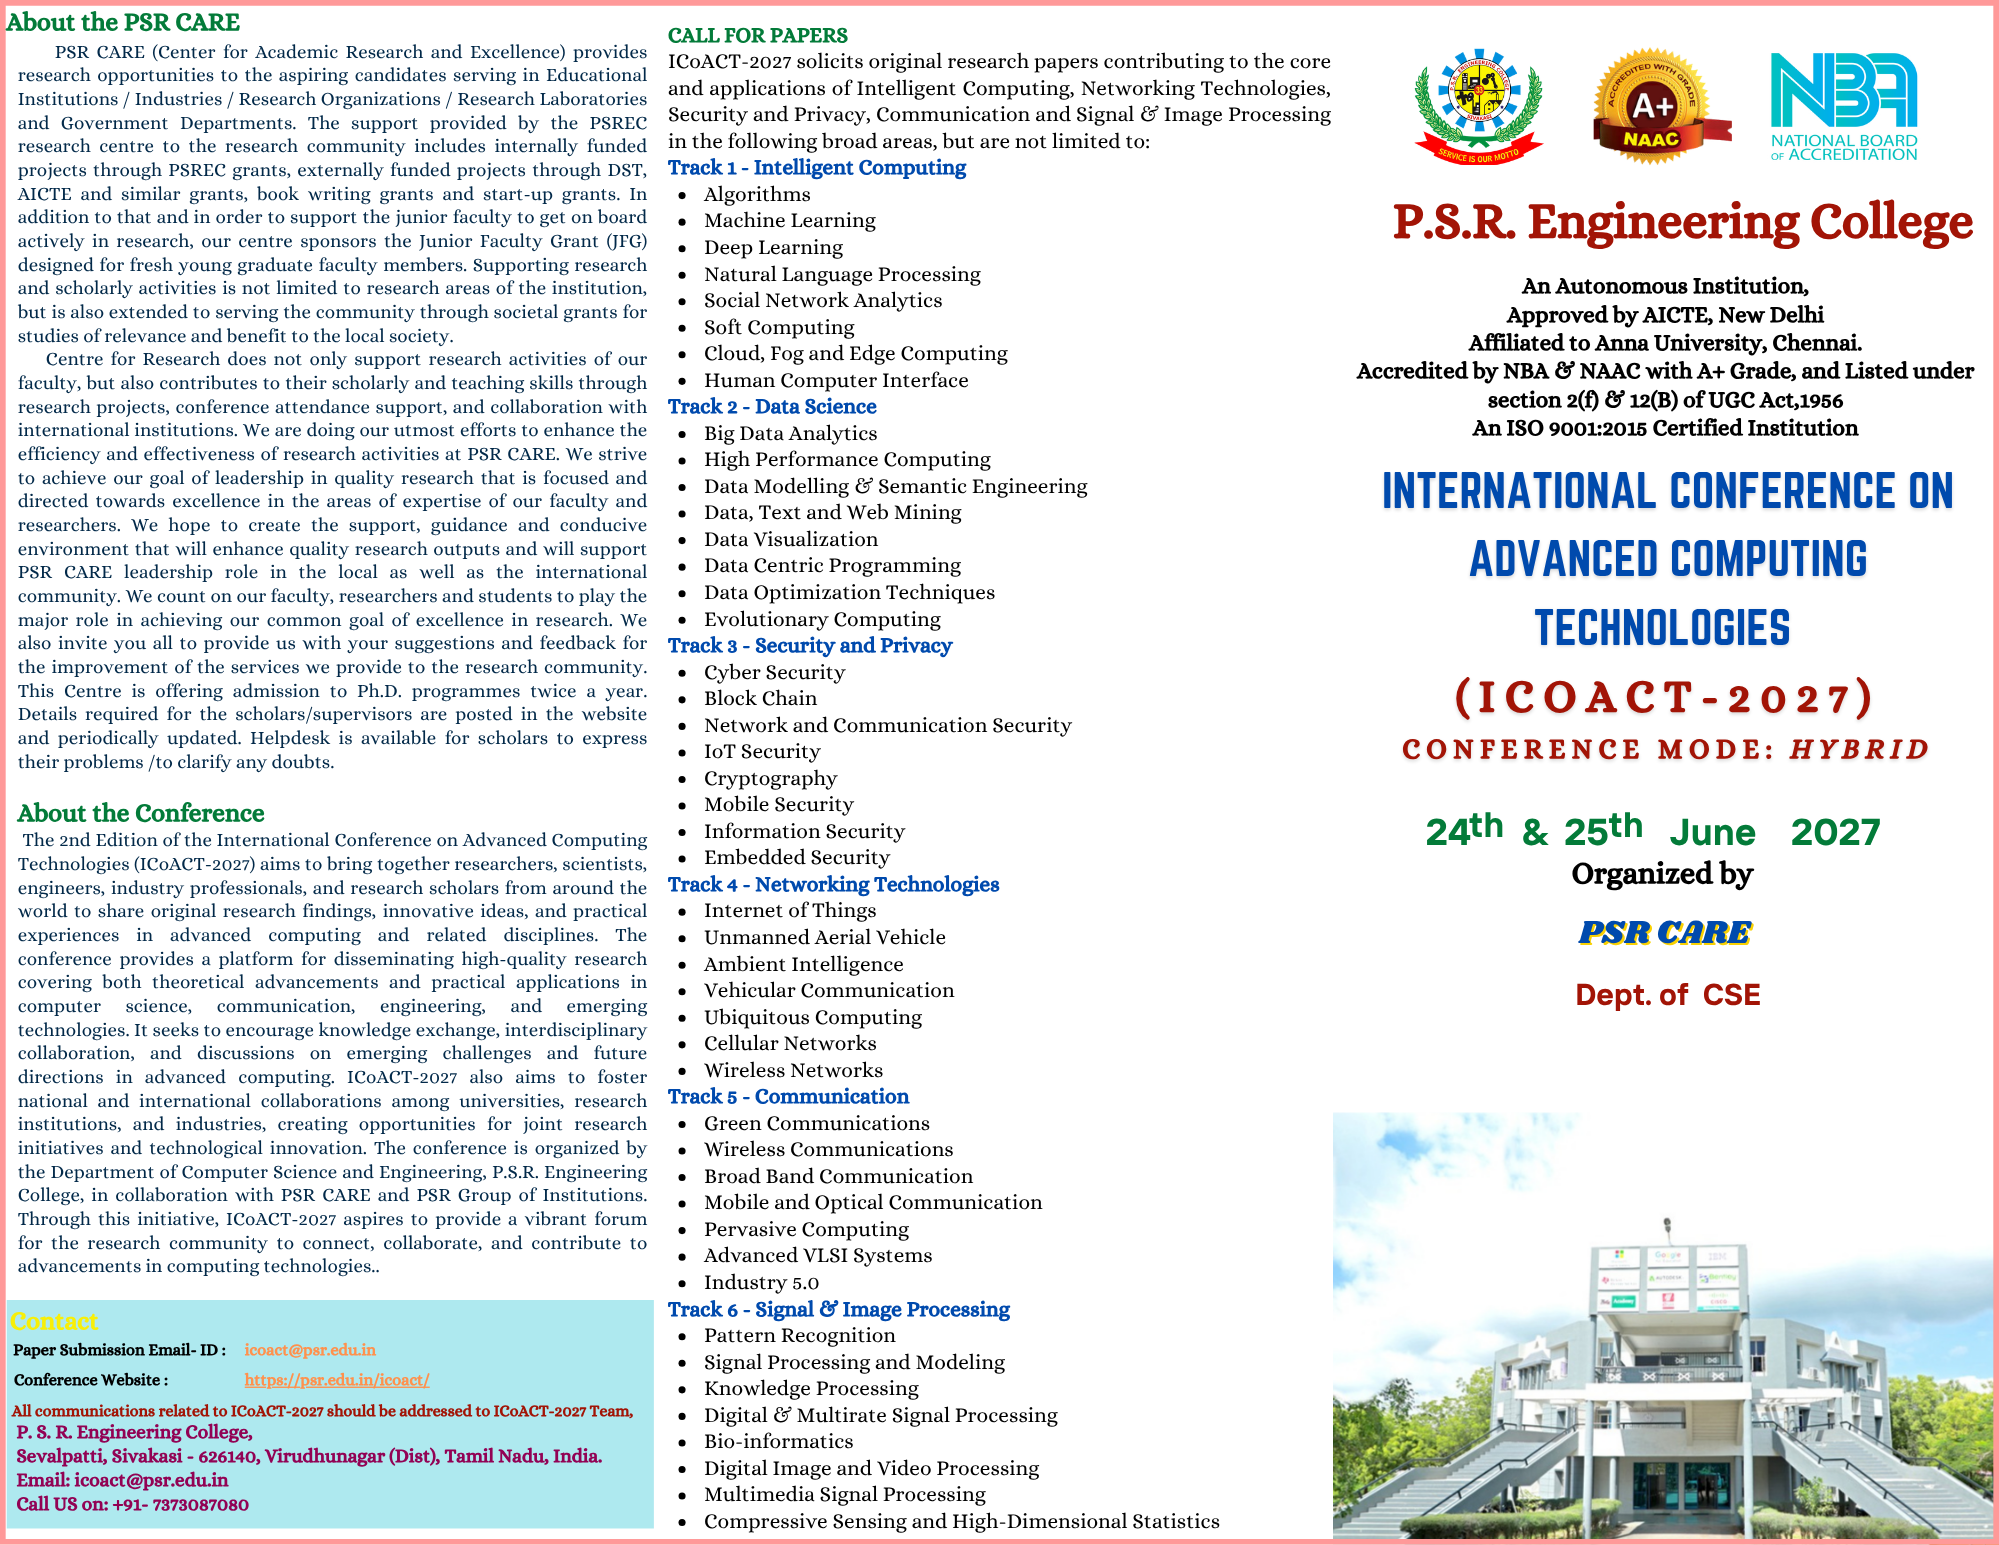 About the PSR CARE
PSR CARE (Center for Academic Research and Excellence) provides
research opportunities to the aspiring candidates serving in Educational
Institutions / Industries / Research Organizations / Research Laboratories
and Government Departments. The support provided by the PSREC
research centre to the research community includes internally funded
projects through PSREC grants, externally funded projects through DST,
AICTE and similar grants, book writing grants and start-up grants. In
addition to that and in order to support the junior faculty to get on board
actively in research, our centre sponsors the Junior Faculty Grant (JFG)
designed for fresh young graduate faculty members. Supporting research
and scholarly activities is not limited to research areas of the institution,
but is also extended to serving the community through societal grants for
studies of relevance and benefit to the local society.
Centre for Research does not only support research activities of our
faculty, but also contributes to their scholarly and teaching skills through
research projects, conference attendance support, and collaboration with
international institutions. We are doing our utmost efforts to enhance the
efficiency and effectiveness of research activities at PSR CARE. We strive
to achieve our goal of leadership in quality research that is focused and
directed towards excellence in the areas of expertise of our faculty and
researchers. We hope to create the support, guidance and conducive
environment that will enhance quality research outputs and will support
PSR CARE leadership role in the local as well as the international
community. We count on our faculty, researchers and students to play the
major role in achieving our common goal of excellence in research. We
also invite you all to provide us with your suggestions and feedback for
the improvement of the services we provide to the research community.
This Centre is offering admission to Ph.D. programmes twice a year.
Details required for the scholars/supervisors are posted in the website
and periodically updated. Helpdesk is available for scholars to express
their problems /to clarify any doubts.
About the Conference
The 2nd Edition of the International Conference on Advanced Computing
Technologies (ICoACT-2027) aims to bring together researchers, scientists,
engineers, industry professionals, and research scholars from around the
world to share original research findings, innovative ideas, and practical
experiences in advanced computing and related disciplines. The
conference provides a platform for disseminating high-quality research
covering both theoretical advancements and practical applications in
computer science, communication, engineering, and emerging
technologies. It seeks to encourage knowledge exchange, interdisciplinary
collaboration, and discussions on emerging challenges and future
directions in advanced computing. ICoACT-2027 also aims to foster
national and international collaborations among universities, research
institutions, and industries, creating opportunities for joint research
initiatives and technological innovation. The conference is organized by
the Department of Computer Science and Engineering, P.S.R. Engineering
College, in collaboration with PSR CARE and PSR Group of Institutions.
Through this initiative, ICoACT-2027 aspires to provide a vibrant forum
for the research community to connect, collaborate, and contribute to
advancements in computing technologies..
Contact
Paper Submission Email- ID : icoact@psr.edu.in
Conference Website : https://psr.edu.in/icoact/
All communications related to ICoACT-2027 should be addressed to ICoACT-2027 Team,
P. S. R. Engineering College,
Sevalpatti, Sivakasi - 626140, Virudhunagar (Dist), Tamil Nadu, India.
Email: icoact@psr.edu.in
Call US on: +91- 7373087080
CALL FOR PAPERS
ICoACT-2027 solicits original research papers contributing to the core
and applications of Intelligent Computing, Networking Technologies,
Security and Privacy, Communication and Signal & Image Processing
in the following broad areas, but are not limited to:
Track 1 - Intelligent Computing
• Algorithms
• Machine Learning
• Deep Learning
• Natural Language Processing
• Social Network Analytics
• Soft Computing
• Cloud, Fog and Edge Computing
• Human Computer Interface
Track 2 - Data Science
• Big Data Analytics
• High Performance Computing
• Data Modelling & Semantic Engineering
• Data, Text and Web Mining
• Data Visualization
• Data Centric Programming
• Data Optimization Techniques
• Evolutionary Computing
Track 3 - Security and Privacy
• Cyber Security
• Block Chain
• Network and Communication Security
• IoT Security
• Cryptography
• Mobile Security
• Information Security
• Embedded Security
Track 4 - Networking Technologies
• Internet of Things
• Unmanned Aerial Vehicle
• Ambient Intelligence
• Vehicular Communication
• Ubiquitous Computing
• Cellular Networks
• Wireless Networks
Track 5 - Communication
• Green Communications
• Wireless Communications
• Broad Band Communication
• Mobile and Optical Communication
• Pervasive Computing
• Advanced VLSI Systems
• Industry 5.0
Track 6 - Signal & Image Processing
• Pattern Recognition
• Signal Processing and Modeling
• Knowledge Processing
• Digital & Multirate Signal Processing
• Bio-informatics
• Digital Image and Video Processing
• Multimedia Signal Processing
• Compressive Sensing and High-Dimensional Statistics
P.S.R. ENGINEERING COLLEGE
SIVAKASI
SERVICE IS OUR MOTTO
ACCREDITED WITH GRADE
A+
NAAC
NBA
NATIONAL BOARD
OF ACCREDITATION
P.S.R. Engineering College
An Autonomous Institution,
Approved by AICTE, New Delhi
Affiliated to Anna University, Chennai.
Accredited by NBA & NAAC with A+ Grade, and Listed under
section 2(f) & 12(B) of UGC Act,1956
An ISO 9001:2015 Certified Institution
INTERNATIONAL CONFERENCE ON
ADVANCED COMPUTING
TECHNOLOGIES
(ICOACT-2027)
CONFERENCE MODE: HYBRID
24th & 25th June 2027
Organized by
PSR CARE
Dept. of CSE
Google
IBM
AUTODESK